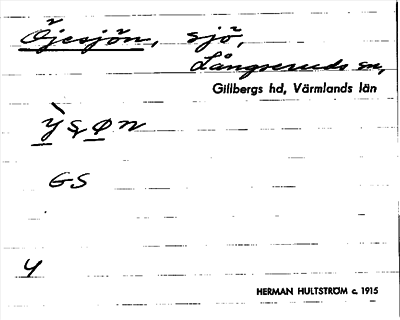 Öjesjön, sjö,
Långseruds sn,
Gillbergs hd, Värmlands län
GS
4
HERMAN HULTSTRÖM c. 1915